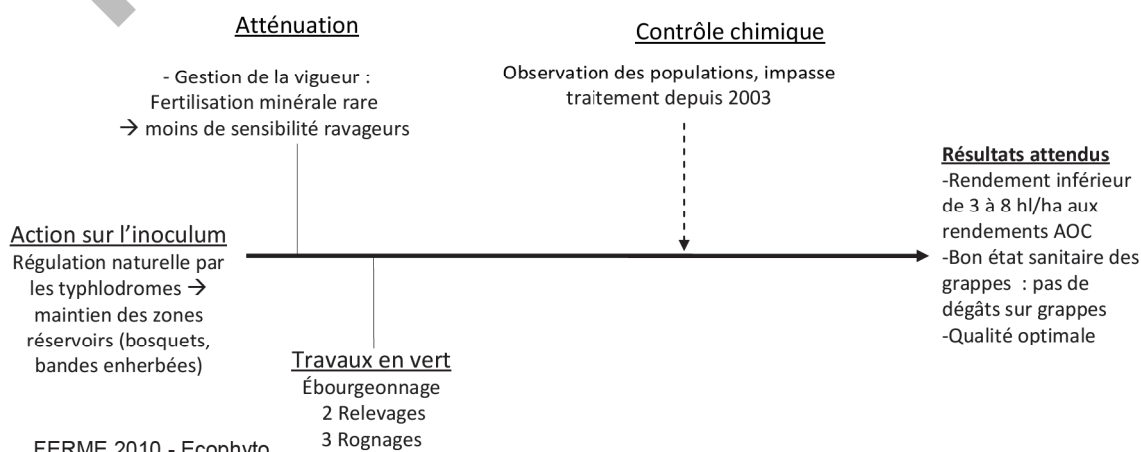 Atténuation
- Gestion de la vigueur :
Fertilisation minérale rare
→ moins de sensibilité ravageurs
Contrôle chimique
Observation des populations, impasse
traitement depuis 2003
Action sur l'inoculum
Régulation naturelle par
les typhlodromes →
maintien des zones
réservoirs (bosquets,
bandes enherbées)
Travaux en vert
Ébourgeonnage
2 Relevages
3 Rognages
Résultats attendus
-Rendement inférieur
de 3 à 8 hl/ha aux
rendements AOC
-Bon état sanitaire des
grappes : pas de
dégâts sur grappes
-Qualité optimale
FERME 2010 - Ecophyto